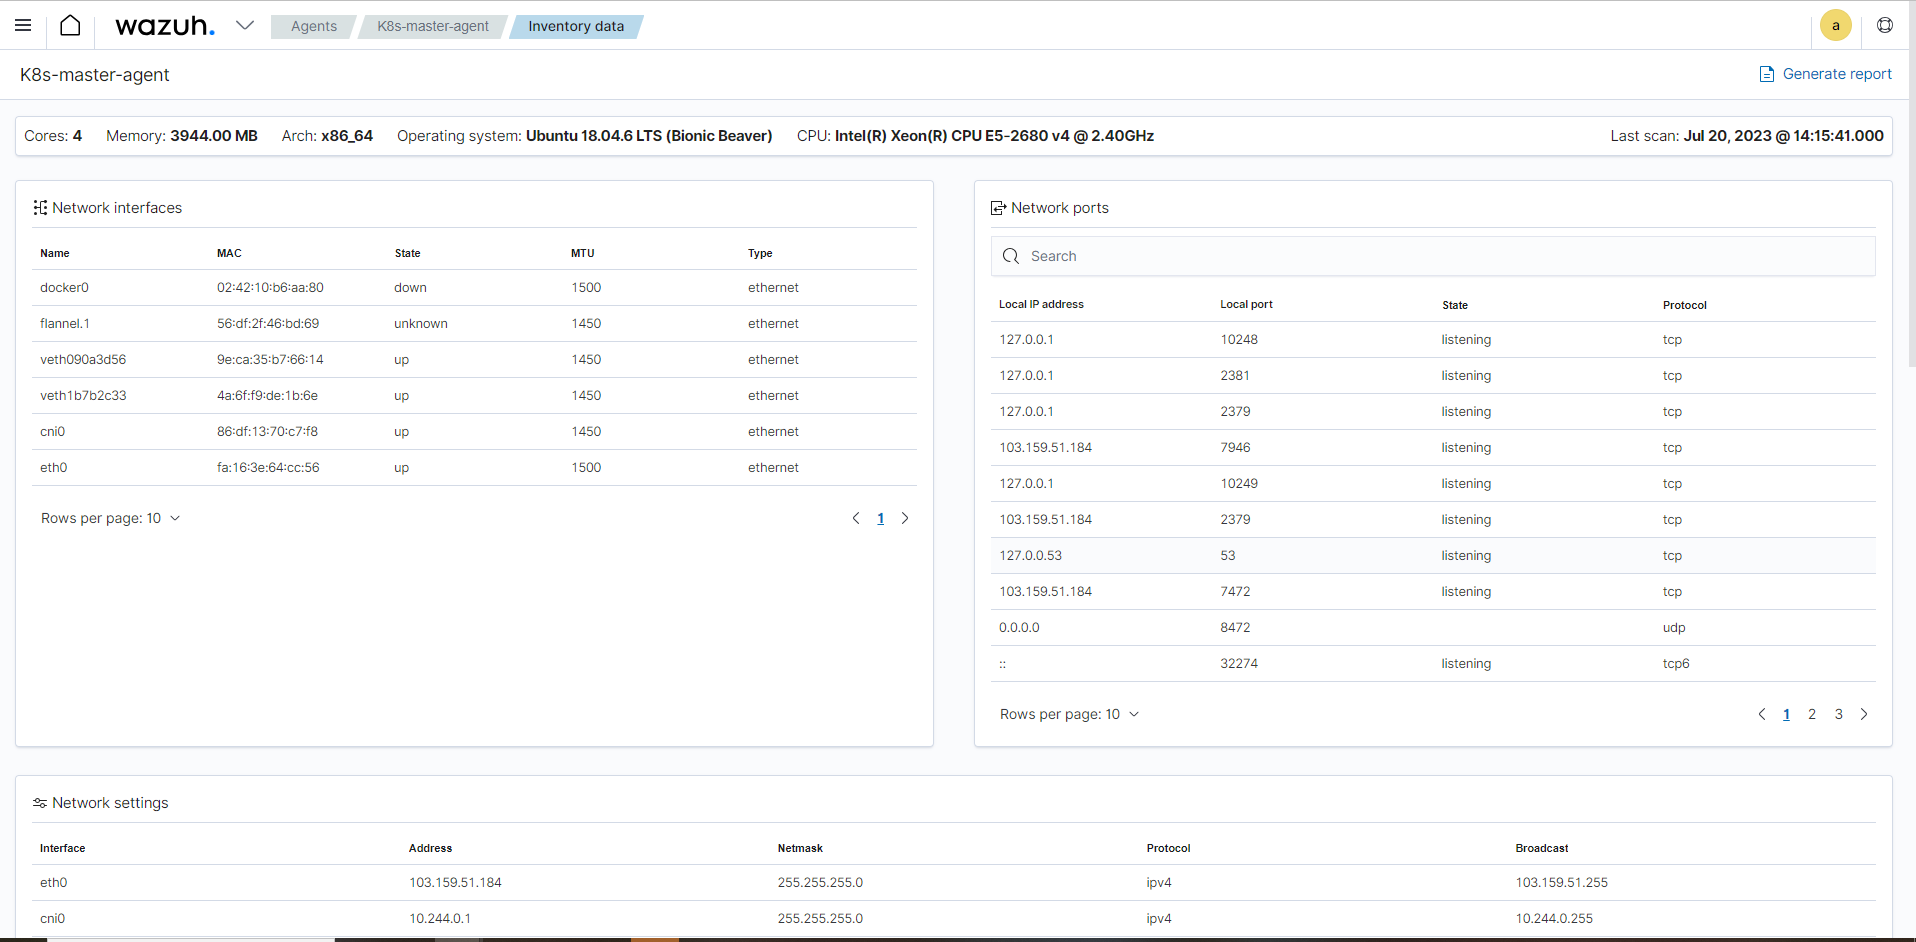 wazuh. Agents K8s-master-agent Inventory data a
K8s-master-agent Generate report
Cores: 4 Memory: 3944.00 MB Arch: x86_64 Operating system: Ubuntu 18.04.6 LTS (Bionic Beaver) CPU: Intel(R) Xeon(R) CPU E5-2680 v4 @ 2.40GHz Last scan: Jul 20, 2023 @ 14:15:41.000
Network interfaces
Name MAC State MTU Type
docker0 02:42:10:b6:aa:80 down 1500 ethernet
flannel.1 56:df:2f:46:bd:69 unknown 1450 ethernet
veth090a3d56 9e:ca:35:b7:66:14 up 1450 ethernet
veth1b7b2c33 4a:6f:f9:de:1b:6e up 1450 ethernet
cni0 86:df:13:70:c7:f8 up 1450 ethernet
eth0 fa:16:3e:64:cc:56 up 1500 ethernet
Rows per page: 10 1
Network ports
Search
Local IP address Local port State Protocol
127.0.0.1 10248 listening tcp
127.0.0.1 2381 listening tcp
127.0.0.1 2379 listening tcp
103.159.51.184 7946 listening tcp
127.0.0.1 10249 listening tcp
103.159.51.184 2379 listening tcp
127.0.0.53 53 listening tcp
103.159.51.184 7472 listening tcp
0.0.0.0 8472 udp
:: 32274 listening tcp6
Rows per page: 10 1 2 3
Network settings
Interface Address Netmask Protocol Broadcast
eth0 103.159.51.184 255.255.255.0 ipv4 103.159.51.255
cni0 10.244.0.1 255.255.255.0 ipv4 10.244.0.255